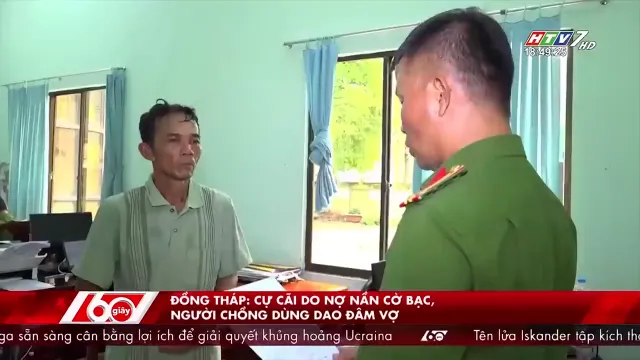 HTV7 HD
18:49:25
60 giây
ĐỒNG THÁP: CỰ CÃI DO NỢ NẦN CỜ BẠC,
NGƯỜI CHỒNG DÙNG DAO ĐÂM VỢ
ga sẵn sàng cân bằng lợi ích để giải quyết khủng hoảng Ucraina 60 Tên lửa Iskander tập kích th